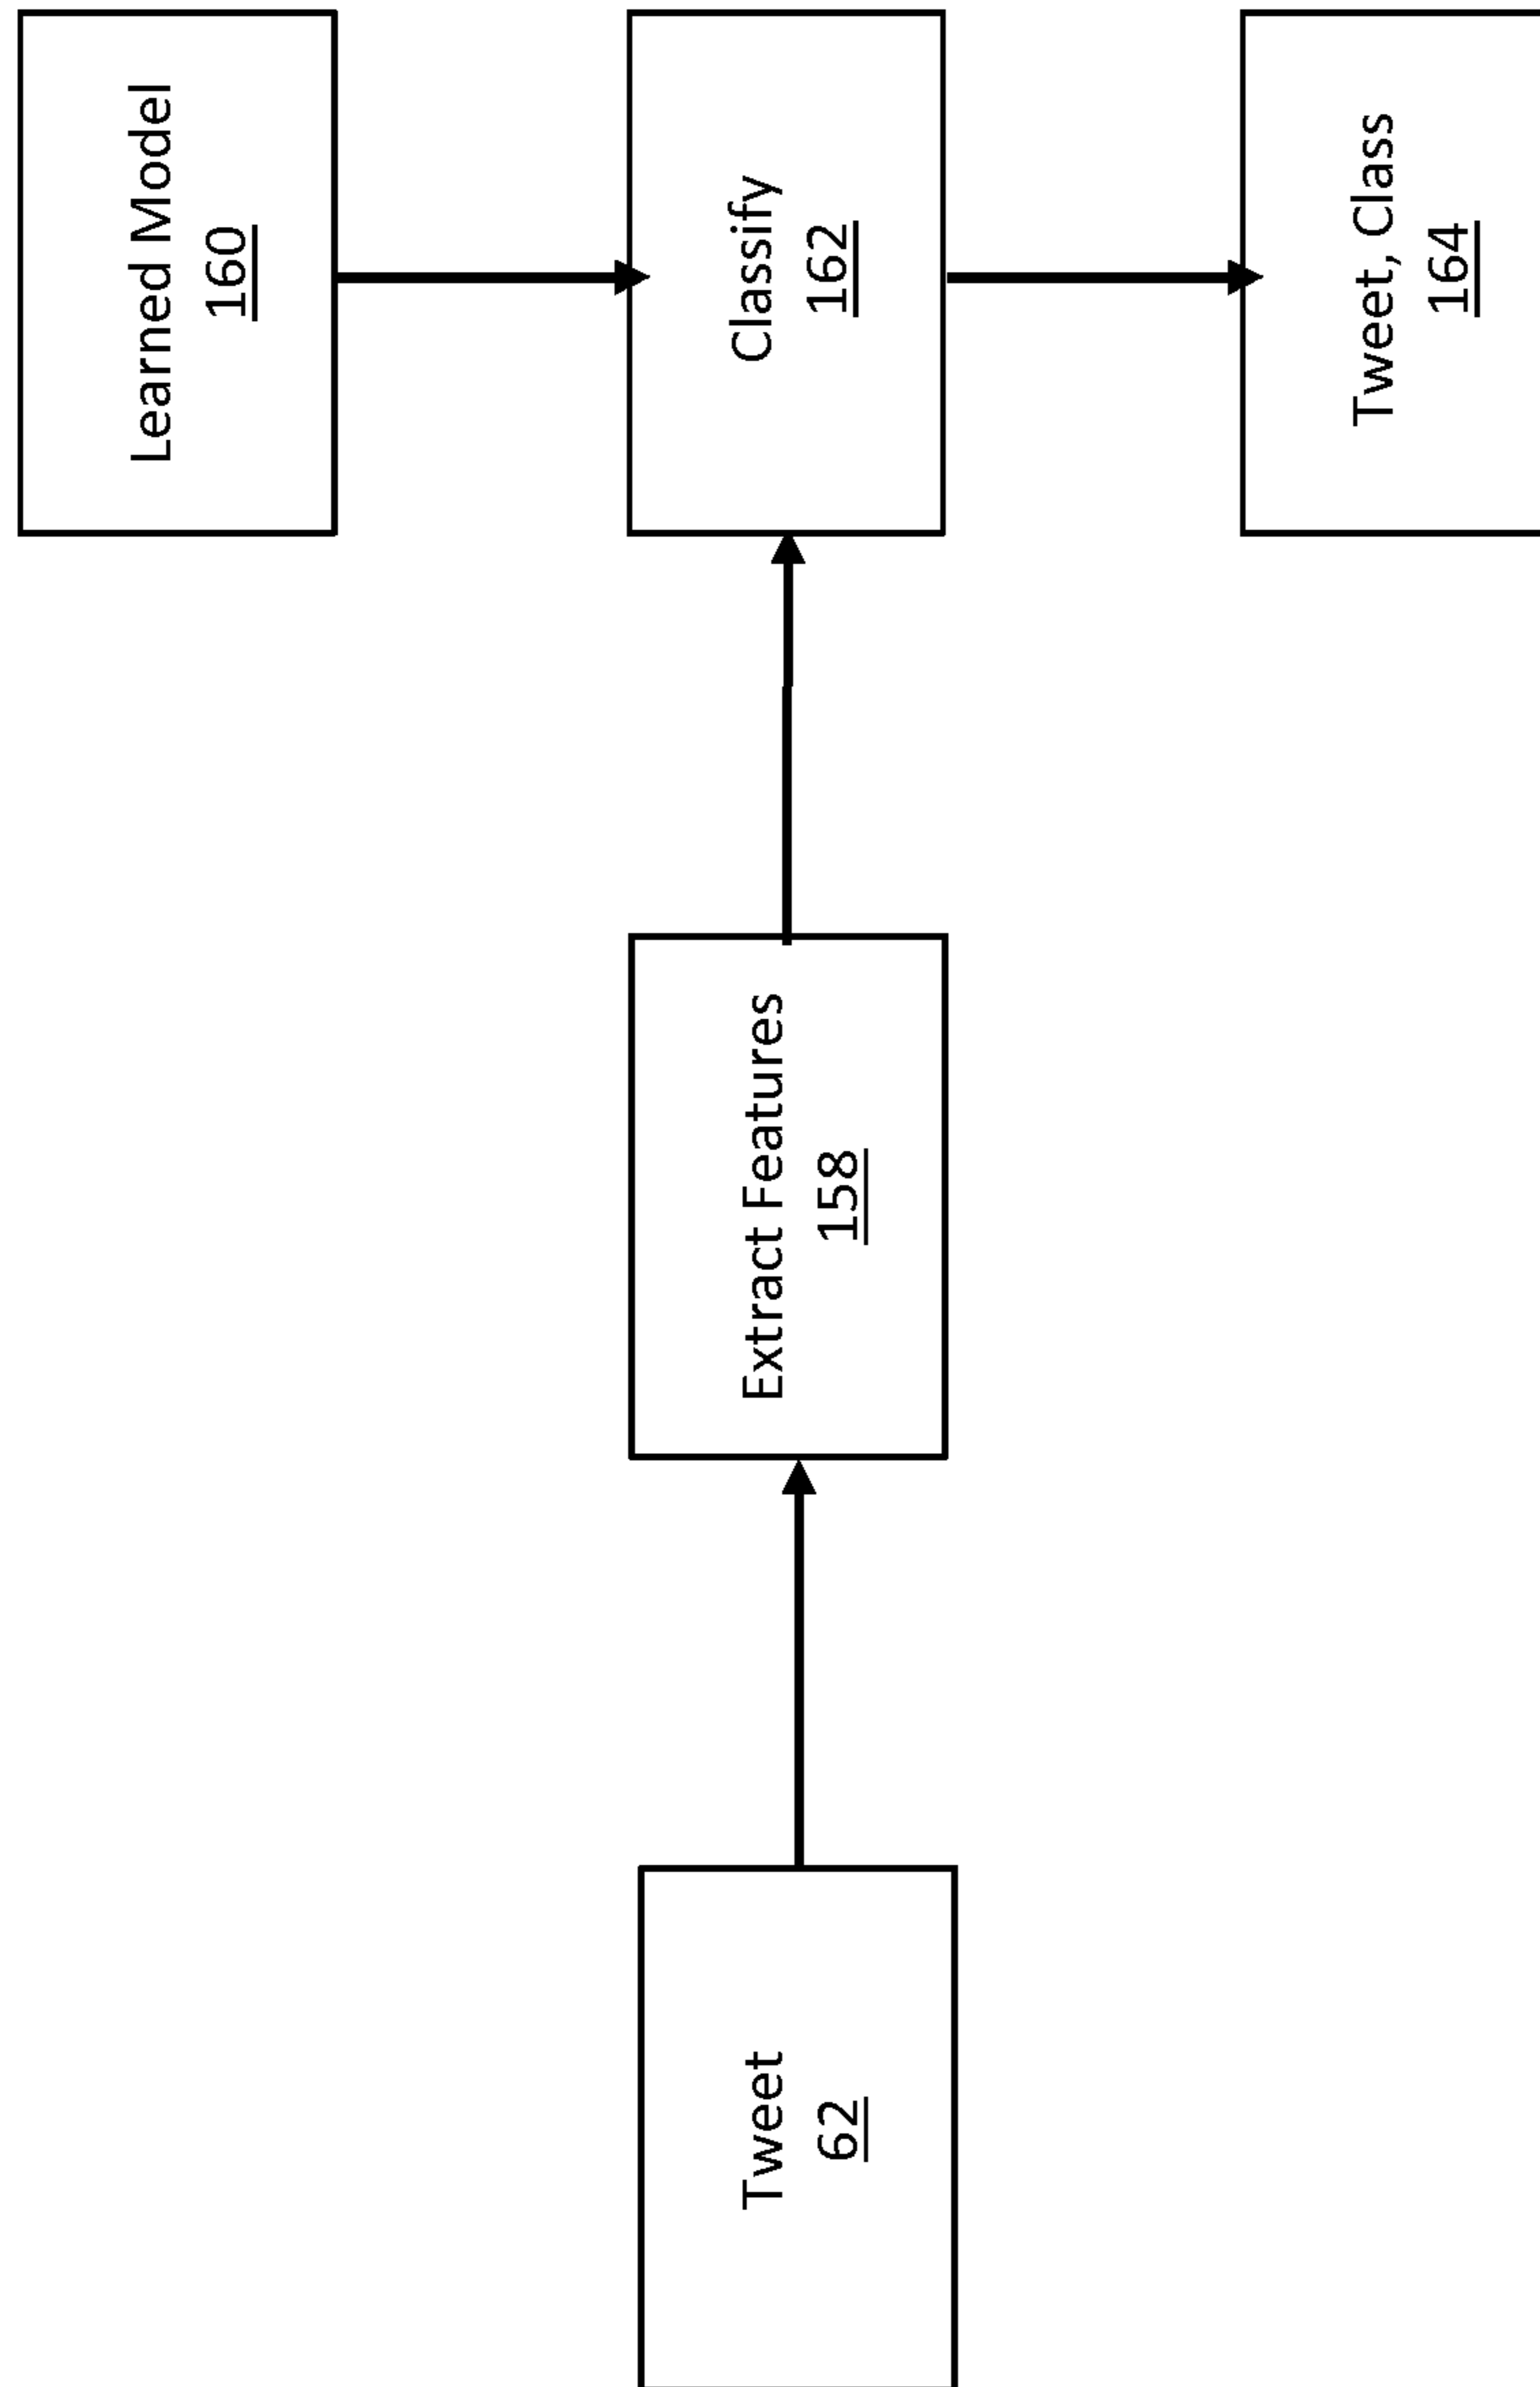 Learned Model
160
Tweet
62
Extract Features
158
Classify
162
Tweet, Class
164